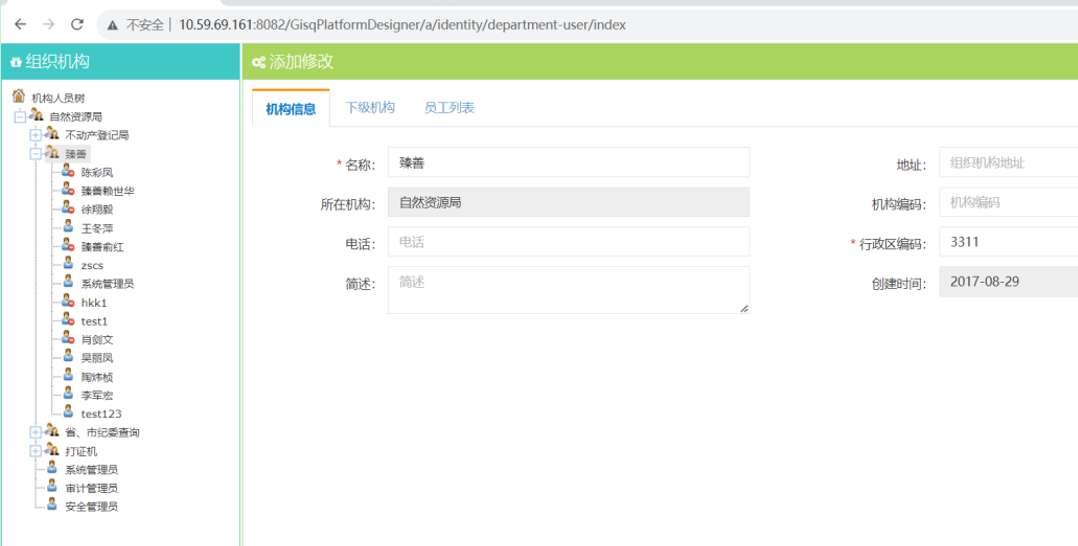 不安全 | 10.59.69.161:8082/GisqPlatformDesigner/a/identity/department-user/index
组织机构
机构人员树
自然资源局
不动产登记局
臻善
陈彩凤
臻善赖世华
徐翔毅
王冬萍
臻善俞红
zscs
系统管理员
hkk1
test1
肖剑文
吴丽凤
陶炜桢
李军宏
test123
省、市纪委查询
打证机
系统管理员
审计管理员
安全管理员
添加修改
机构信息 下级机构 员工列表
* 名称: 臻善 地址: 组织机构地址
所在机构: 自然资源局 机构编码: 机构编码
电话: 电话 * 行政区编码: 3311
简述: 简述 创建时间: 2017-08-29